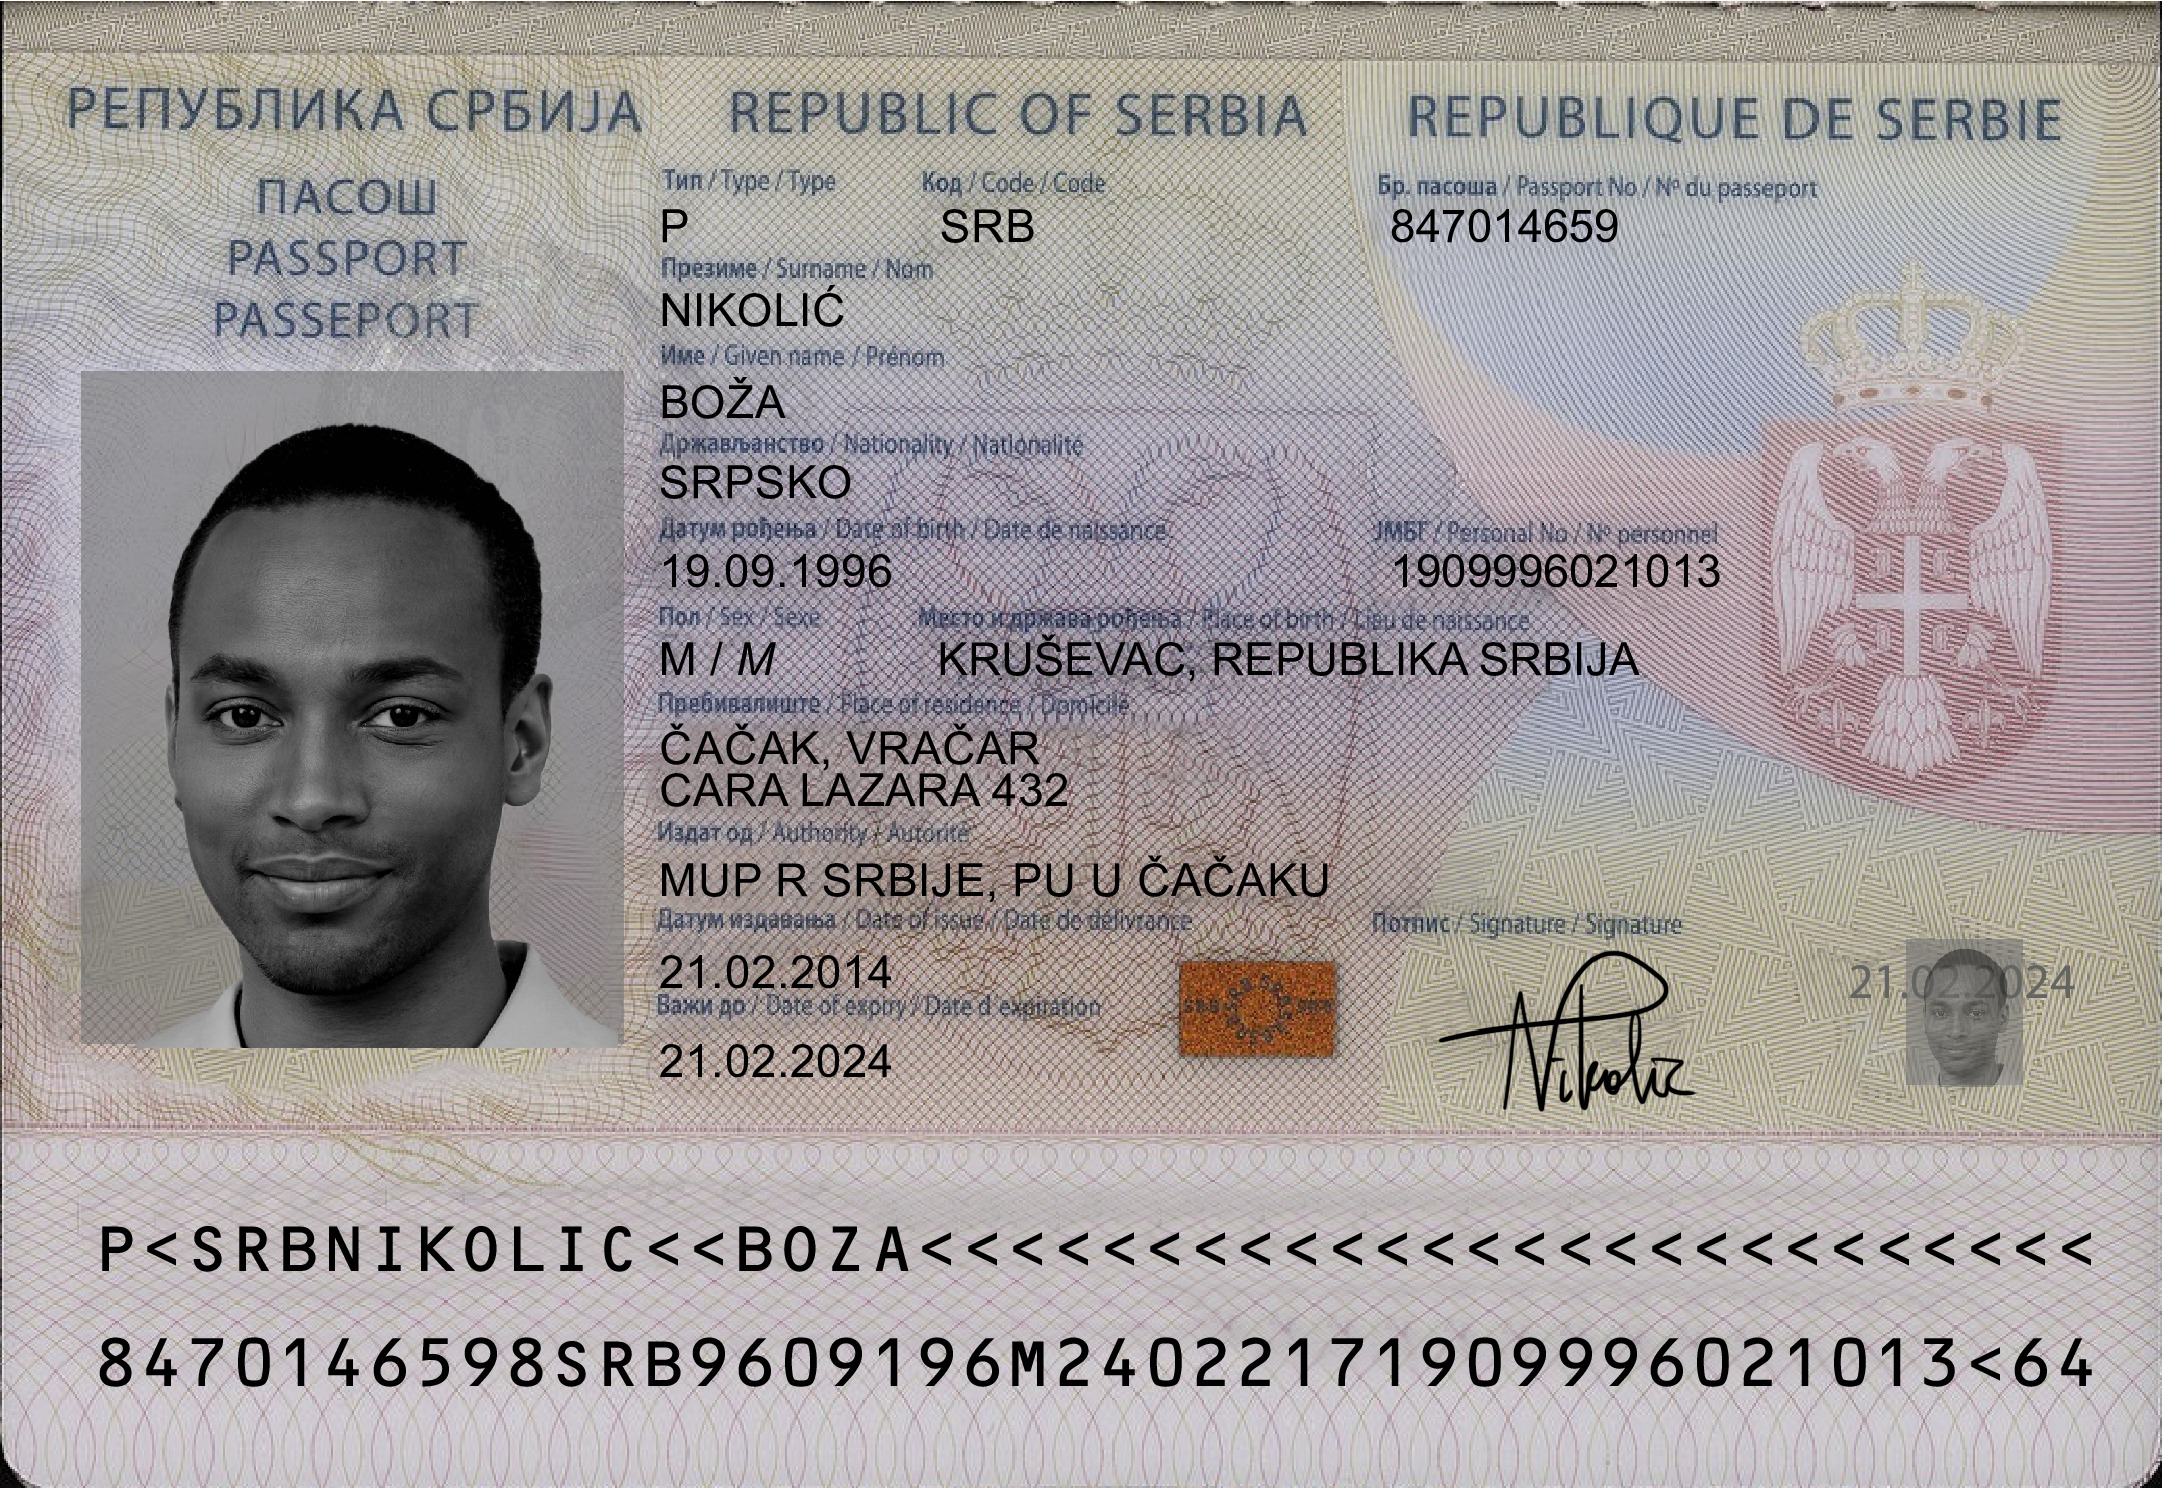 РЕПУБЛИКА СРБИЈА REPUBLIC OF SERBIA REPUBLIQUE DE SERBIE
ПАСОШ
PASSPORT
PASSEPORT
Тип / Type / Type Код / Code / Code Бр. пасоша / Passport No / Nº du passeport
P SRB 847014659
Презиме / Surname / Nom
NIKOLIĆ
Име / Given name / Prénom
BOŽA
Држављанство / Nationality / Nationalité
SRPSKO
Датум рођења / Date of birth / Date de naissance ЈМБГ / Personal No / Nº personnel
19.09.1996 1909996021013
Пол / Sex / Sexe Место и држава рођења / Place of birth / Lieu de naissance
M / M KRUŠEVAC, REPUBLIKA SRBIJA
Пребивалиште / Place of residence / Domicile
ČAČAK, VRAČAR
CARA LAZARA 432
Издат од / Authority / Autorité
MUP R SRBIJE, PU U ČAČAKU
Датум издавања / Date of issue / Date de délivrance Потпис / Signature / Signature
21.02.2014 21.02.2024
Важи до / Date of expiry / Date d expiration
21.02.2024 Nikolić
P<SRBNIKOLIC<<BOZA<<<<<<<<<<<<<<<<<<<<<<<<<<
8470146598SRB9609196M24022171909996021013<64